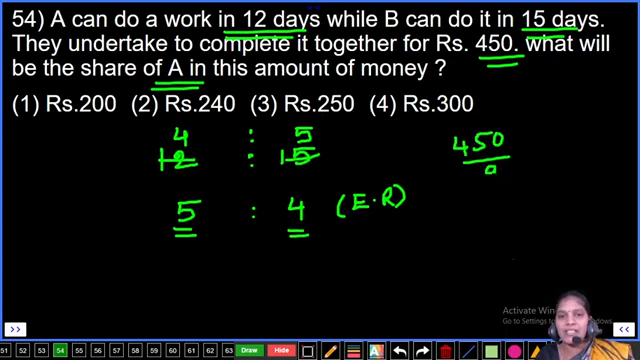 54) A can do a work in 12 days while B can do it in 15 days.
They undertake to complete it together for Rs. 450. what will
be the share of A in this amount of money ?
(1) Rs.200 (2) Rs.240 (3) Rs.250 (4) Rs.300
4 : 5
12 : 15
450
5 : 4 (E.R)
Activate Windows
Go to Settings to activate Windows.
>> 51 52 53 54 55 56 57 58 59 60 61 62 63 Draw Hide <<